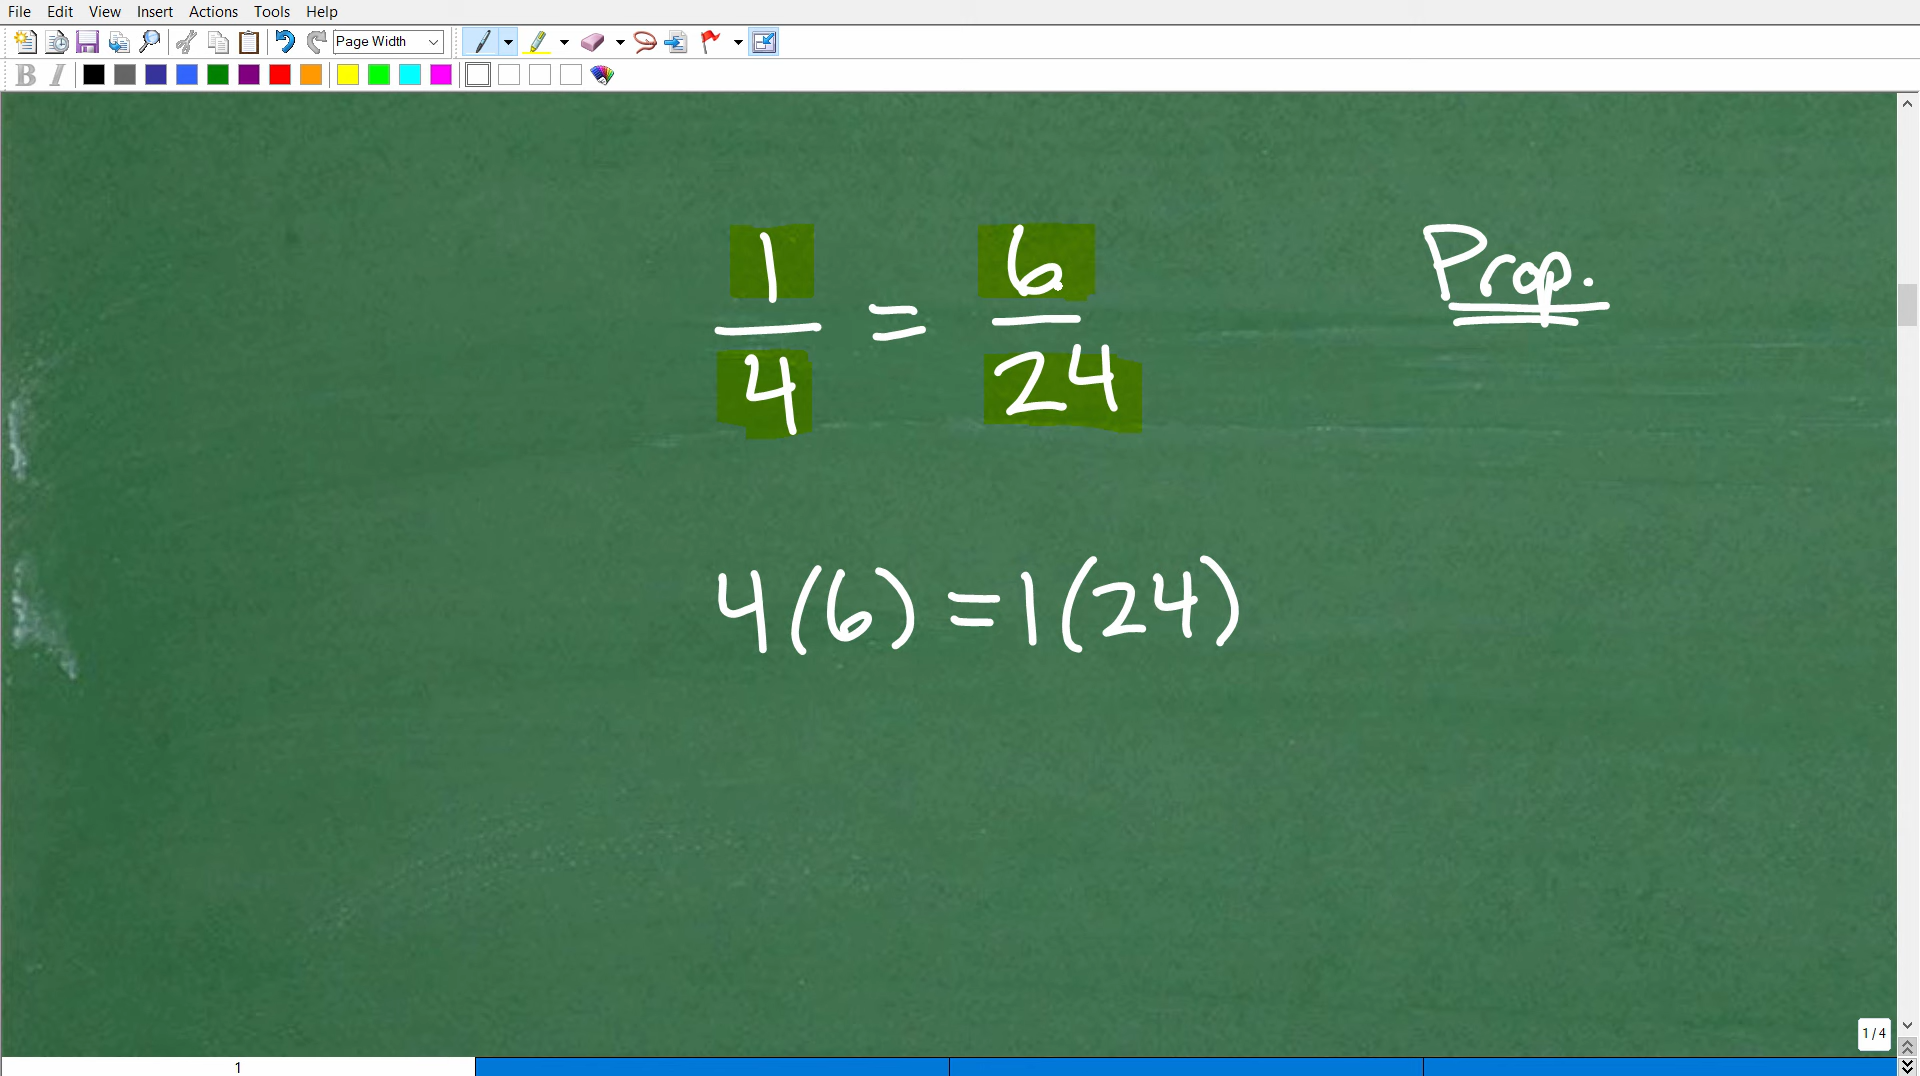 File Edit View Insert Actions Tools Help
Page Width
B I
1/4 = 6/24
Prop.
4(6) = 1(24)
1/4
1